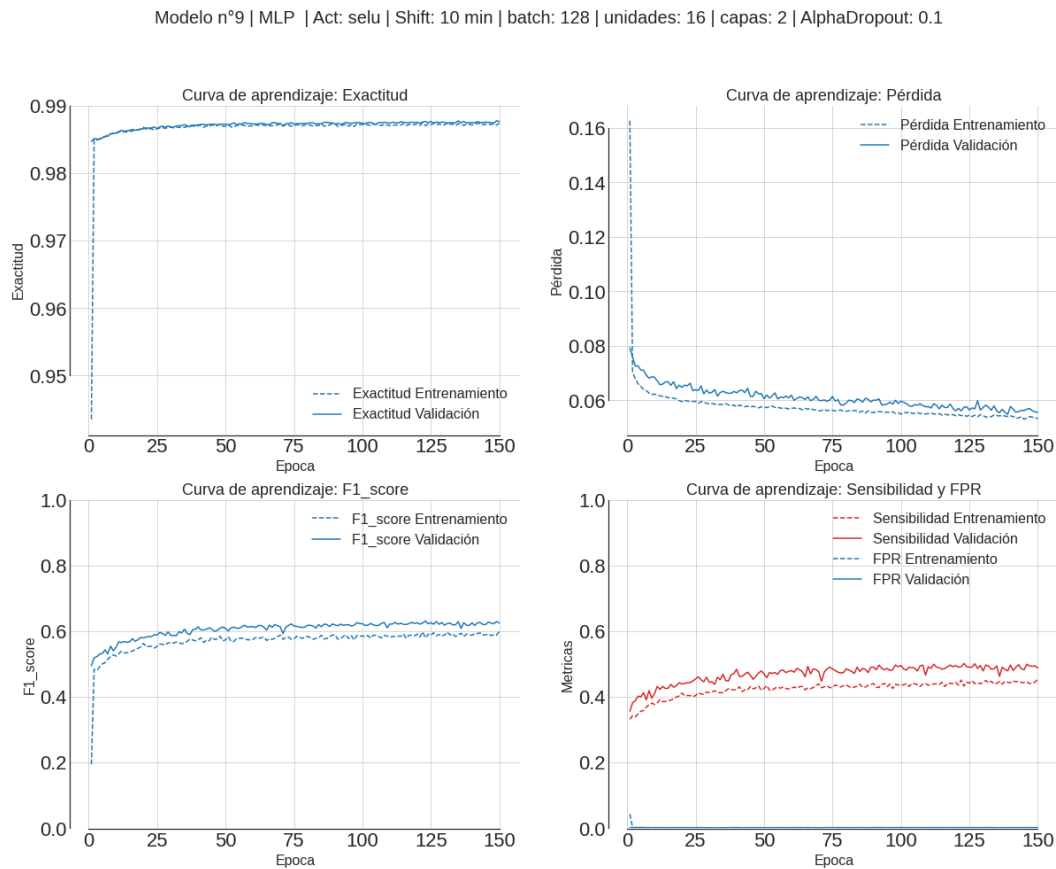 Modelo n°9 | MLP  | Act: selu | Shift: 10 min | batch: 128 | unidades: 16 | capas: 2 | AlphaDropout: 0.1
Curva de aprendizaje: Exactitud
0.99
0.98
0.97
0.96
0.95
Exactitud
Exactitud Entrenamiento
Exactitud Validación
0 25 50 75 100 125 150
Epoca
Curva de aprendizaje: Pérdida
0.16
0.14
0.12
0.10
0.08
0.06
Pérdida
Pérdida Entrenamiento
Pérdida Validación
0 25 50 75 100 125 150
Epoca
Curva de aprendizaje: F1_score
1.0
0.8
0.6
0.4
0.2
0.0
F1_score
F1_score Entrenamiento
F1_score Validación
0 25 50 75 100 125 150
Epoca
Curva de aprendizaje: Sensibilidad y FPR
1.0
0.8
0.6
0.4
0.2
0.0
Metricas
Sensibilidad Entrenamiento
Sensibilidad Validación
FPR Entrenamiento
FPR Validación
0 25 50 75 100 125 150
Epoca